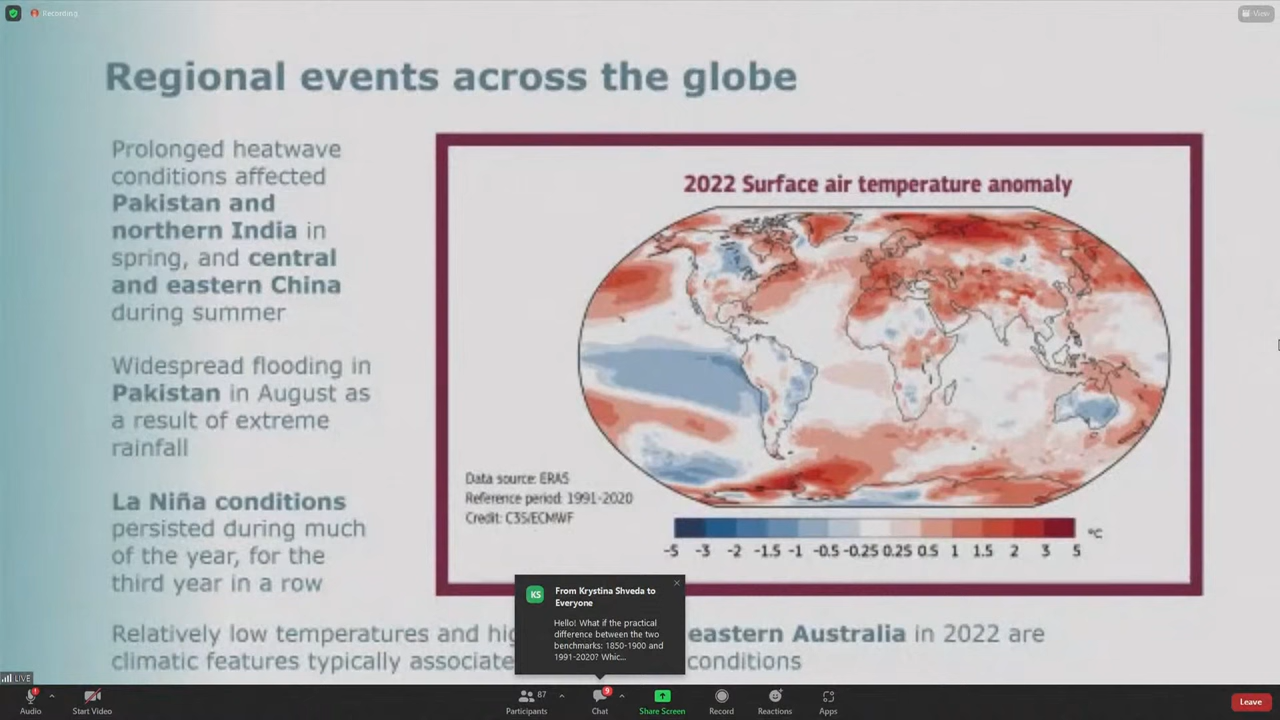 Recording
View
Regional events across the globe
Prolonged heatwave
conditions affected
Pakistan and
northern India in
spring, and central
and eastern China
during summer
Widespread flooding in
Pakistan in August as
a result of extreme
rainfall
La Niña conditions
persisted during much
of the year, for the
third year in a row
2022 Surface air temperature anomaly
Data source: ERA5
Reference period: 1991-2020
Credit: C3S/ECMWF
°C
-5 -3 -2 -1.5 -1 -0.5 -0.25 0.25 0.5 1 1.5 2 3 5
KS
From Krystina Shveda to
Everyone
Hello! What if the practical
difference between the two
benchmarks: 1850-1900 and
1991-2020? Whic...
Relatively low temperatures and eastern Australia in 2022 are
climatic features typically conditions
LIVE
Audio
Start Video
87
Participants
9
Chat
Share Screen
Record
Reactions
Apps
Leave